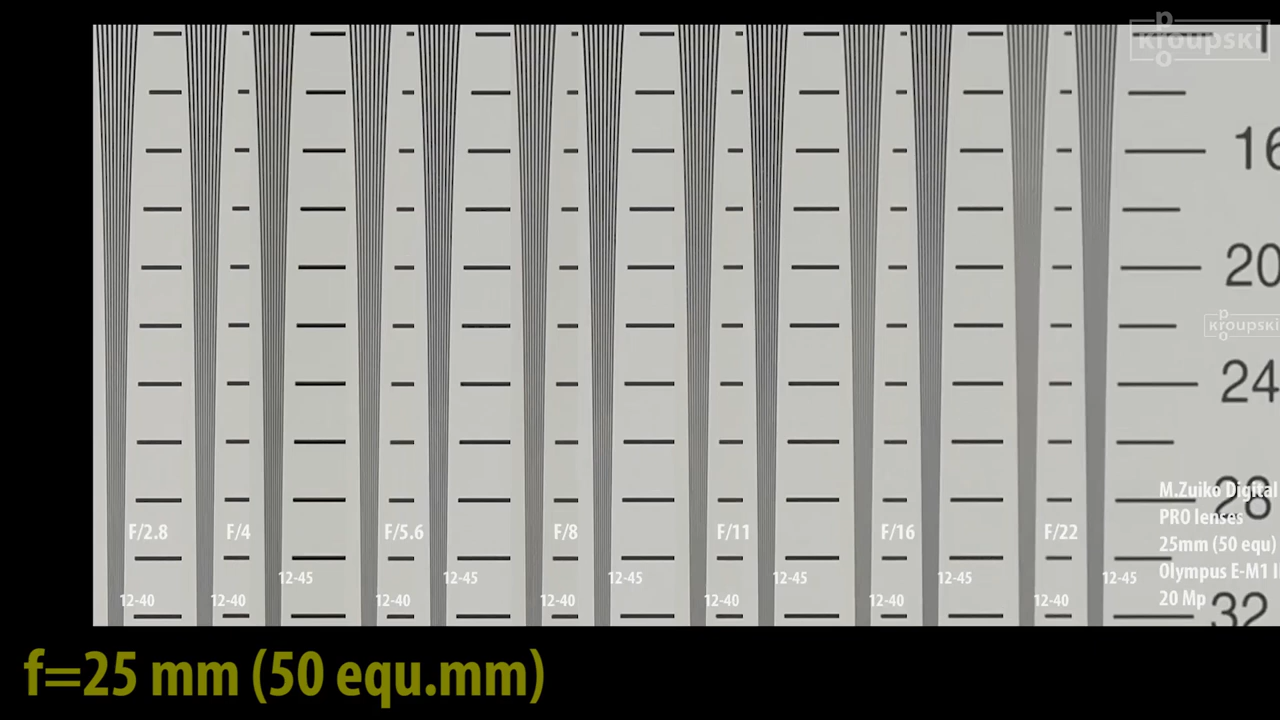 kroupski
pro
16
20
kroupski
pro
24
28
M.Zuiko Digital
PRO lenses
25mm (50 equ)
Olympus E-M1 II
20 Mp
F/2.8
F/4
F/5.6
F/8
F/11
F/16
F/22
12-45
12-45
12-45
12-45
12-45
12-45
12-40
12-40
12-40
12-40
12-40
12-40
12-40
32
f=25 mm (50 equ.mm)